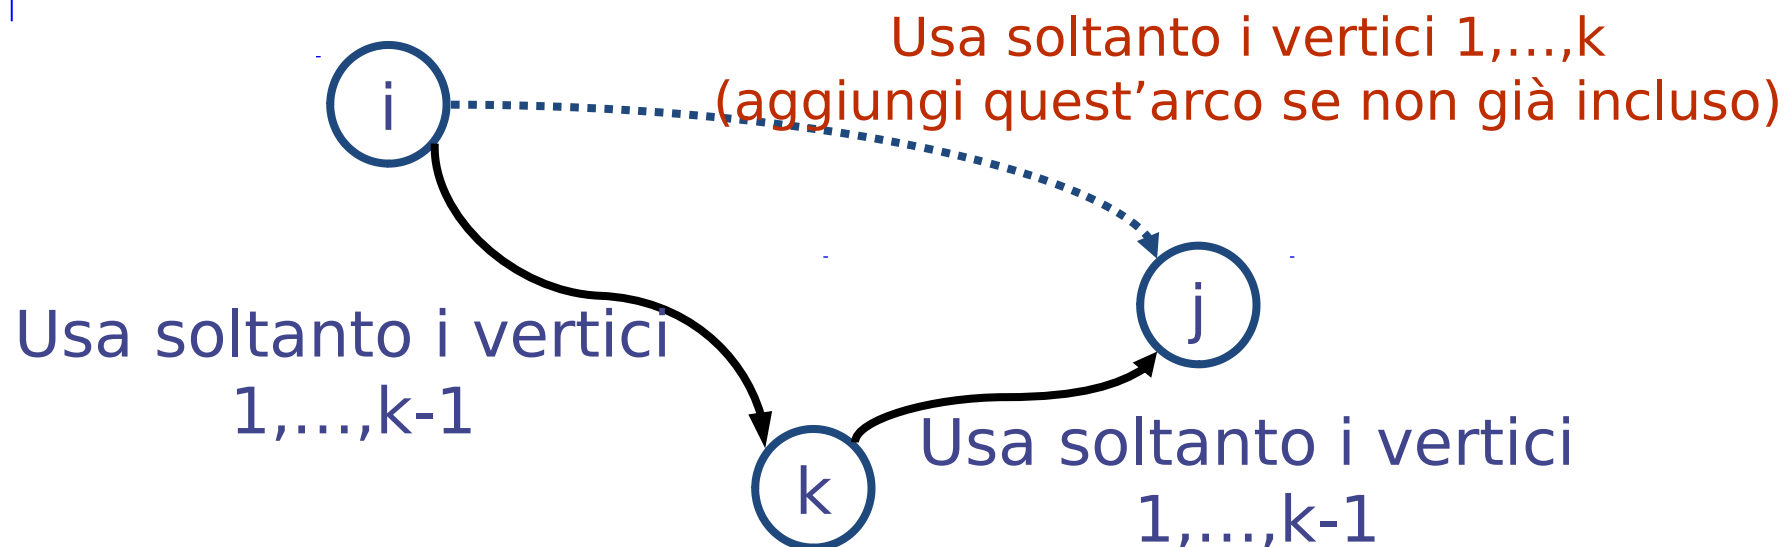 Usa soltanto i vertici 1,…,k
(aggiungi quest’arco se non già incluso)
i
j
Usa soltanto i vertici
1,…,k-1
k
Usa soltanto i vertici
1,…,k-1